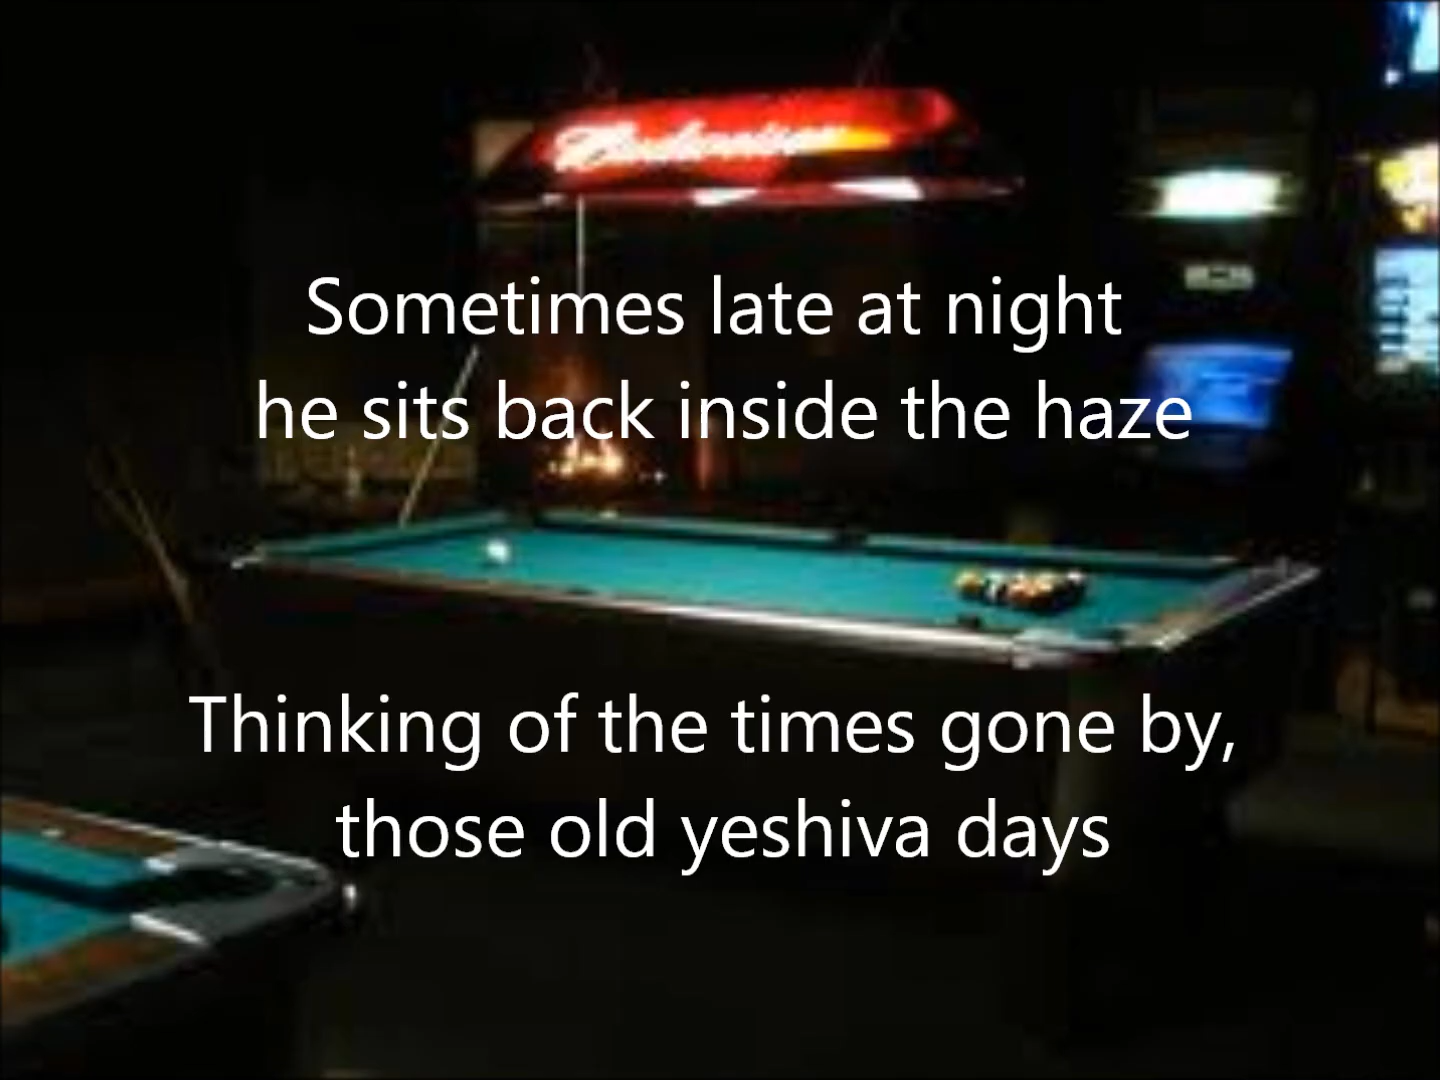 Budweiser
Sometimes late at night
he sits back inside the haze
Thinking of the times gone by,
those old yeshiva days